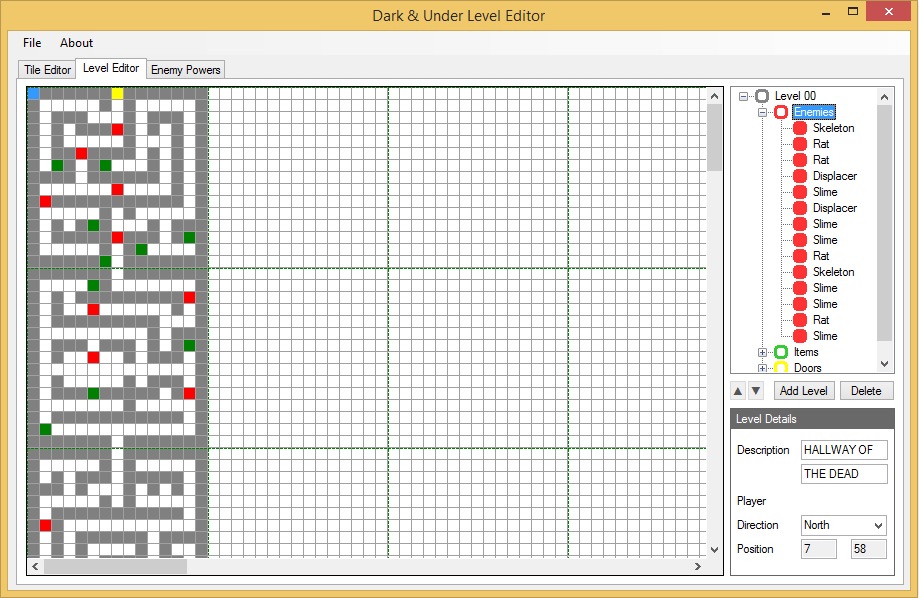 Dark & Under Level Editor
File About
Tile Editor Level Editor Enemy Powers
Level 00
Enemies
Skeleton
Rat
Rat
Displacer
Slime
Displacer
Slime
Slime
Rat
Skeleton
Slime
Slime
Rat
Slime
Items
Doors
Add Level Delete
Level Details
Description HALLWAY OF
THE DEAD
Player
Direction North
Position 7 58